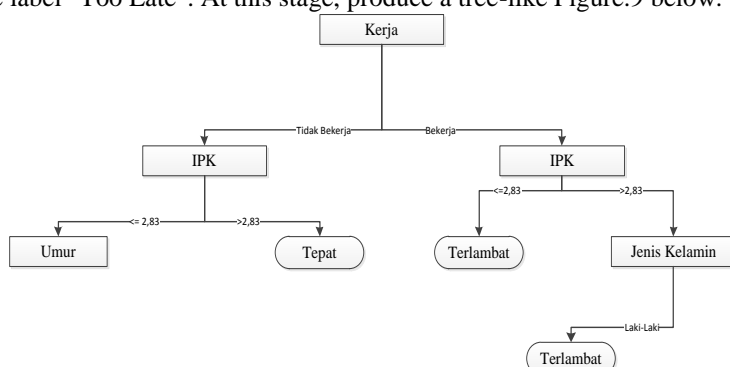 label "Too Late". At this stage, produce a tree-like Figure.9 below.
Kerja
Tidak Bekerja
Bekerja
IPK
IPK
<= 2,83
>2,83
<=2,83
>2,83
Umur
Tepat
Terlambat
Jenis Kelamin
Laki-Laki
Terlambat